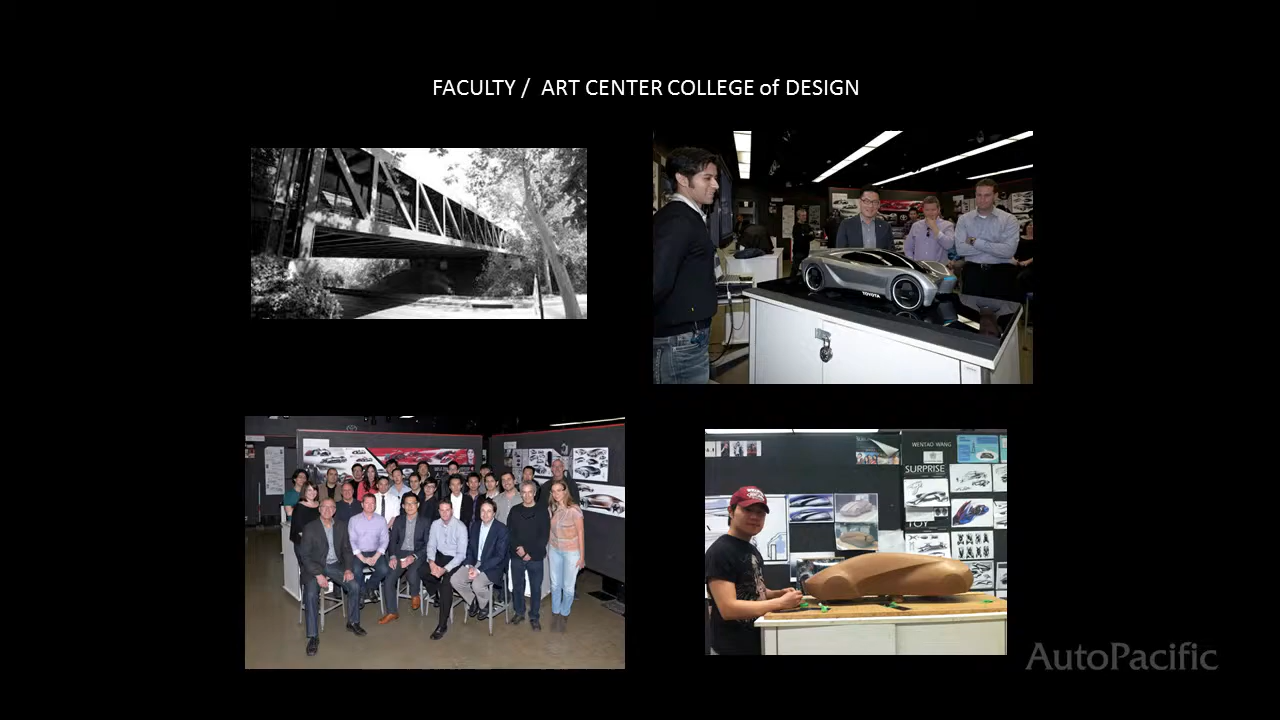 FACULTY / ART CENTER COLLEGE of DESIGN
TOYOTA
WENTAO WANG
SURPRISE
TOY
AutoPacific